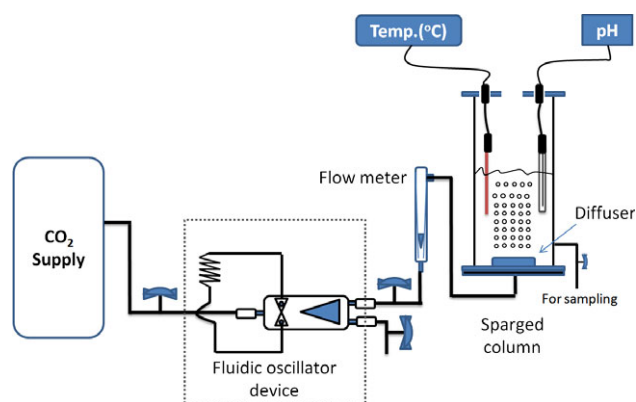 Temp.(°C)
pH
Flow meter
CO₂
Supply
Diffuser
For sampling
Sparged
column
Fluidic oscillator
device